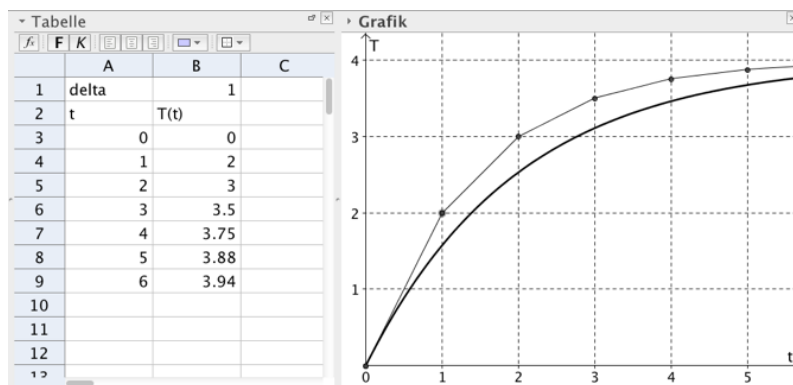 Tabelle
fx F K
A B C
1 delta 1
2 t T(t)
3 0 0
4 1 2
5 2 3
6 3 3.5
7 4 3.75
8 5 3.88
9 6 3.94
10
11
12
13
Grafik
T
4
3
2
1
t
0 1 2 3 4 5